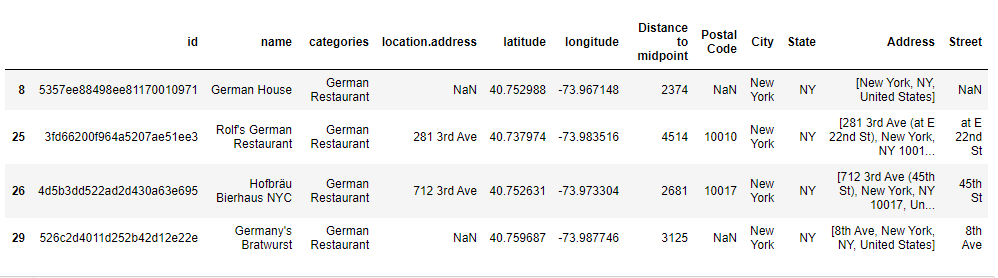 id name categories location.address latitude longitude Distance to midpoint Postal Code City State Address Street
8 5357ee88498ee81170010971 German House German Restaurant NaN 40.752988 -73.967148 2374 NaN New York NY [New York, NY, United States] NaN
25 3fd66200f964a5207ae51ee3 Rolf's German Restaurant German Restaurant 281 3rd Ave 40.737974 -73.983516 4514 10010 New York NY [281 3rd Ave (at E 22nd St), New York, NY 1001... at E 22nd St
26 4d5b3dd522ad2d430a63e695 Hofbräu Bierhaus NYC German Restaurant 712 3rd Ave 40.752631 -73.973304 2681 10017 New York NY [712 3rd Ave (45th St), New York, NY 10017, Un... 45th St
29 526c2d4011d252b42d12e22e Germany's Bratwurst German Restaurant NaN 40.759687 -73.987746 3125 NaN New York NY [8th Ave, New York, NY, United States] 8th Ave